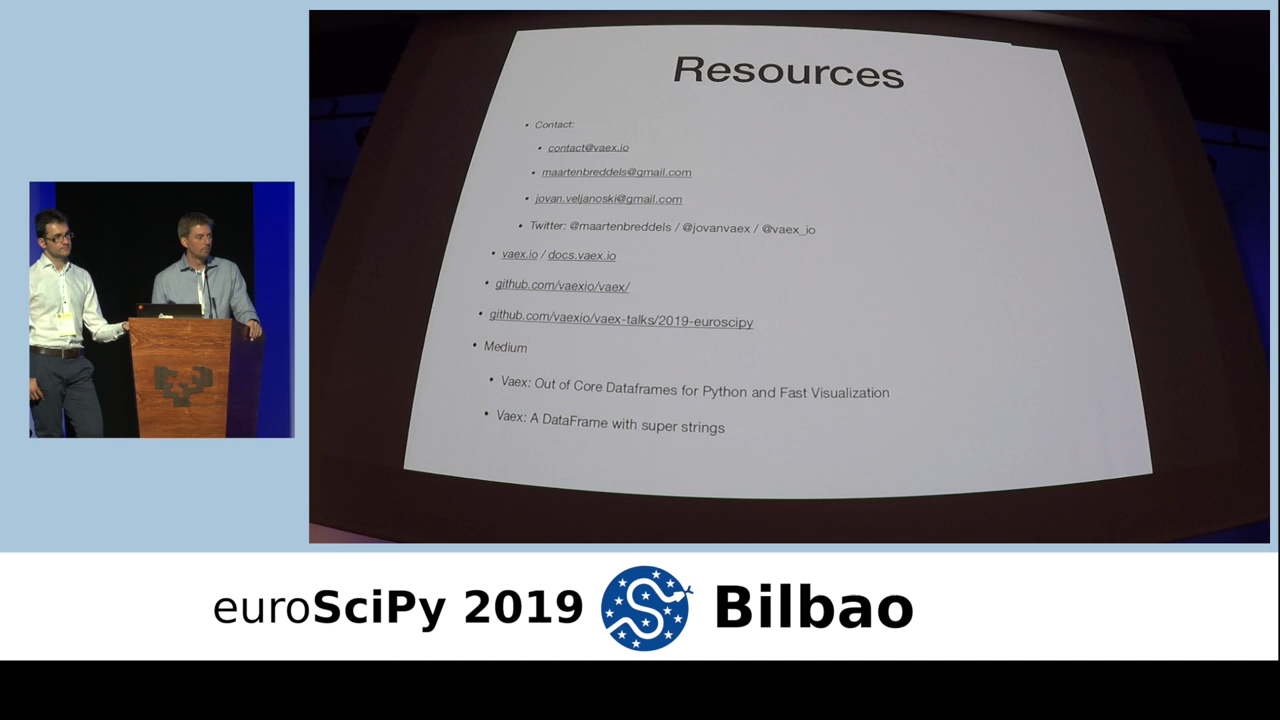 Resources
• Contact:
• contact@vaex.io
• maartenbreddels@gmail.com
• jovan.veljanoski@gmail.com
• Twitter: @maartenbreddels / @jovanvaex / @vaex_io
• vaex.io / docs.vaex.io
• github.com/vaexio/vaex/
• github.com/vaexio/vaex-talks/2019-euroscipy
• Medium
• Vaex: Out of Core Dataframes for Python and Fast Visualization
• Vaex: A DataFrame with super strings
euroSciPy 2019 Bilbao